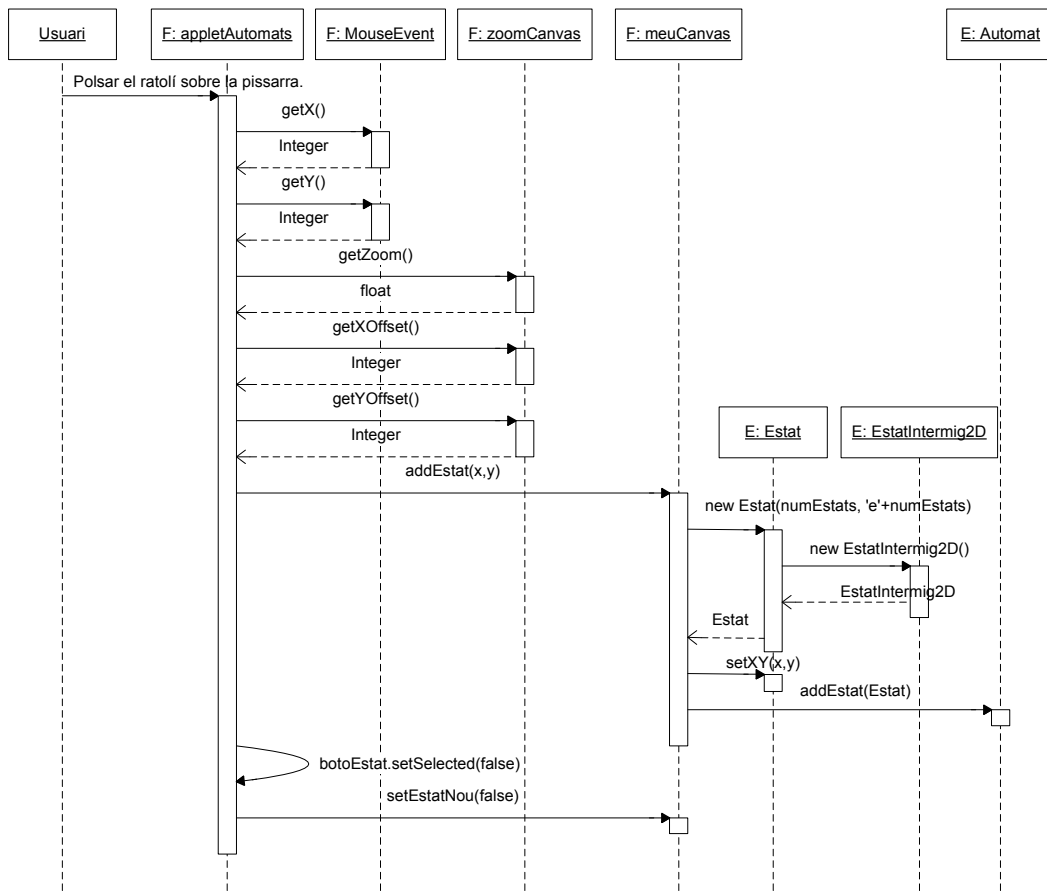 Usuari
F: appletAutomats
F: MouseEvent
F: zoomCanvas
F: meuCanvas
E: Automat
Polsar el ratolí sobre la pissarra.
getX()
Integer
getY()
Integer
getZoom()
float
getXOffset()
Integer
getYOffset()
Integer
E: Estat
E: EstatIntermig2D
addEstat(x,y)
new Estat(numEstats, 'e'+numEstats)
new EstatIntermig2D()
EstatIntermig2D
Estat
setXY(x,y)
addEstat(Estat)
botoEstat.setSelected(false)
setEstatNou(false)